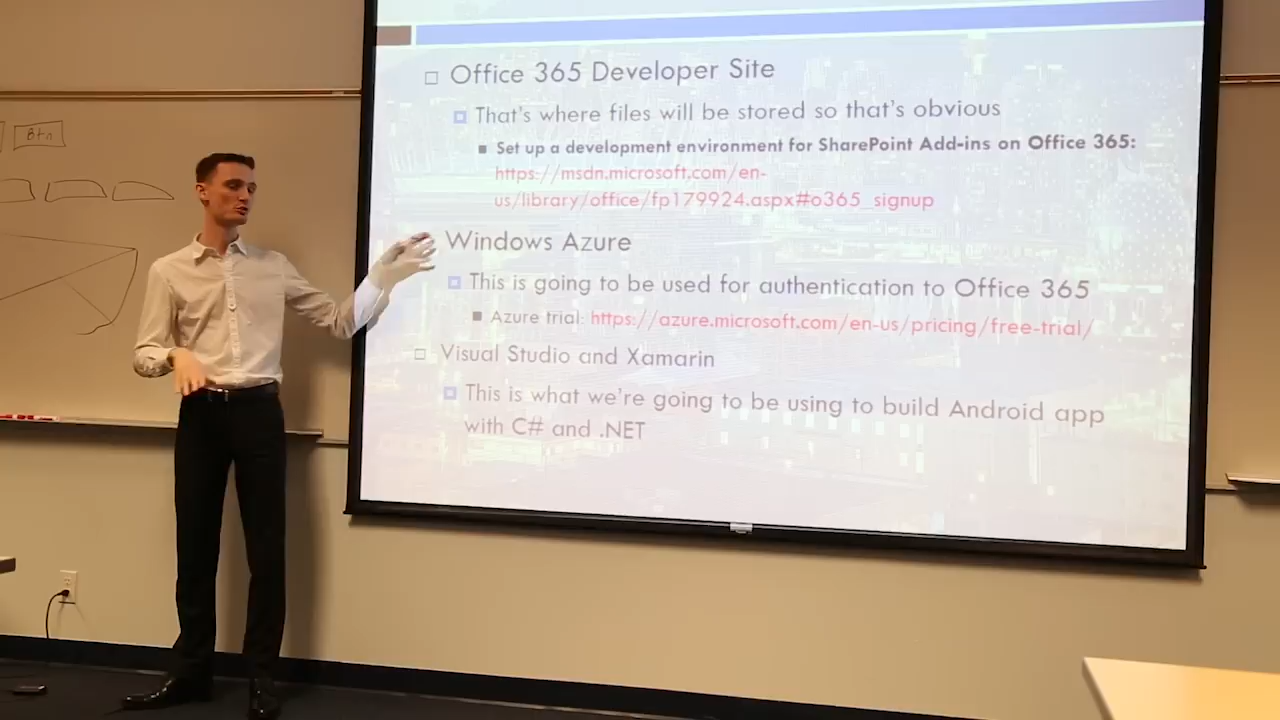 Btn
Office 365 Developer Site
That's where files will be stored so that's obvious
Set up a development environment for SharePoint Add-ins on Office 365:
https://msdn.microsoft.com/en-
us/library/office/fp179924.aspx#o365_signup
Windows Azure
This is going to be used for authentication to Office 365
Azure trial: https://azure.microsoft.com/en-us/pricing/free-trial/
Visual Studio and Xamarin
This is what we're going to be using to build Android app
with C# and .NET